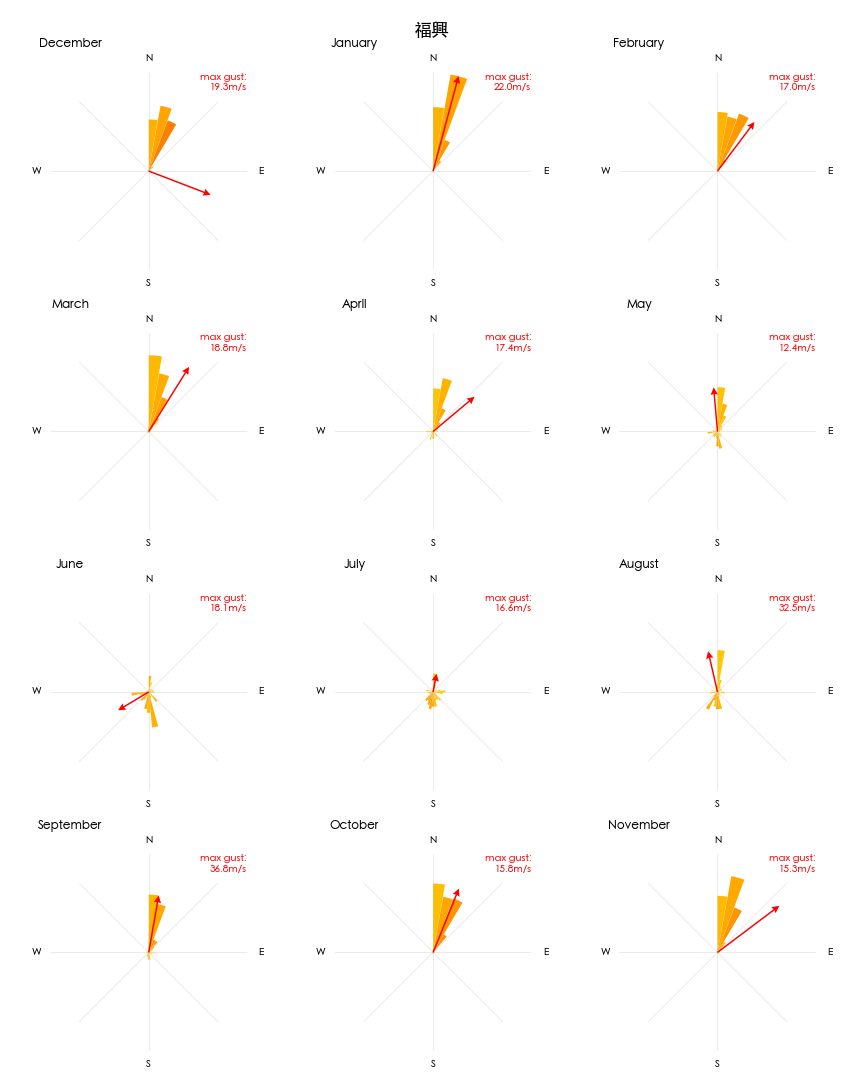 福興
December
N
max gust:
19.3m/s
W
E
S
January
N
max gust:
22.0m/s
W
E
S
February
N
max gust:
17.0m/s
W
E
S
March
N
max gust:
18.8m/s
W
E
S
April
N
max gust:
17.4m/s
W
E
S
May
N
max gust:
12.4m/s
W
E
S
June
N
max gust:
18.1m/s
W
E
S
July
N
max gust:
16.6m/s
W
E
S
August
N
max gust:
32.5m/s
W
E
S
September
N
max gust:
36.8m/s
W
E
S
October
N
max gust:
15.8m/s
W
E
S
November
N
max gust:
15.3m/s
W
E
S